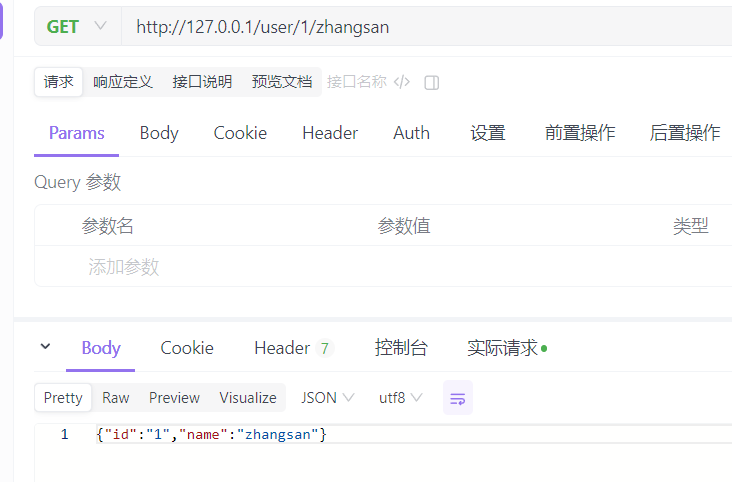 GET http://127.0.0.1/user/1/zhangsan
请求 响应定义 接口说明 预览文档 接口名称 </>
Params Body Cookie Header Auth 设置 前置操作 后置操作
Query 参数
参数名 参数值 类型
添加参数
Body Cookie Header 7 控制台 实际请求
Pretty Raw Preview Visualize JSON utf8
1 {"id":"1","name":"zhangsan"}